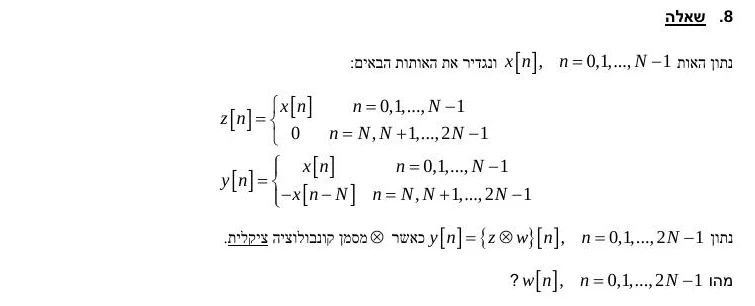 8. שאלה
נתון האות x[n], n = 0,1,..., N −1 ונגדיר את האותות הבאים:
z[n] = { x[n] n = 0,1,..., N −1
0 n = N, N +1,..., 2N −1
y[n] = { x[n] n = 0,1,..., N −1
−x[n − N] n = N, N +1,..., 2N −1
נתון y[n] = {z ⊗ w}[n], n = 0,1,..., 2N −1 כאשר ⊗ מסמן קונבולוציה ציקלית.
מהו w[n], n = 0,1,..., 2N −1 ?